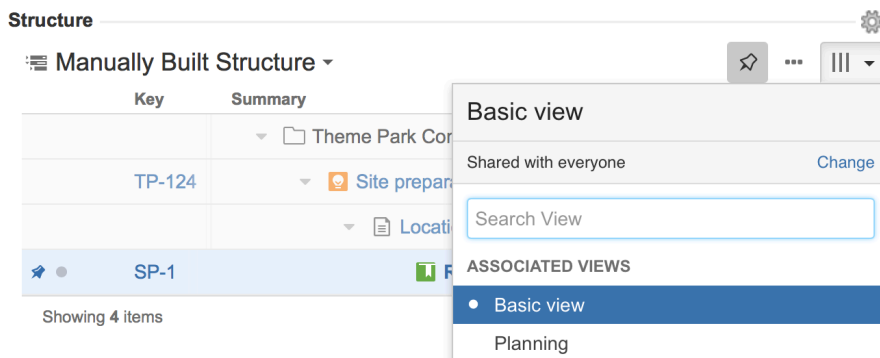 Structure
Manually Built Structure
Key Summary
Basic view
Theme Park Con
Shared with everyone Change
TP-124 Site prepara
Search View
Locati
ASSOCIATED VIEWS
SP-1
Basic view
Showing 4 items
Planning